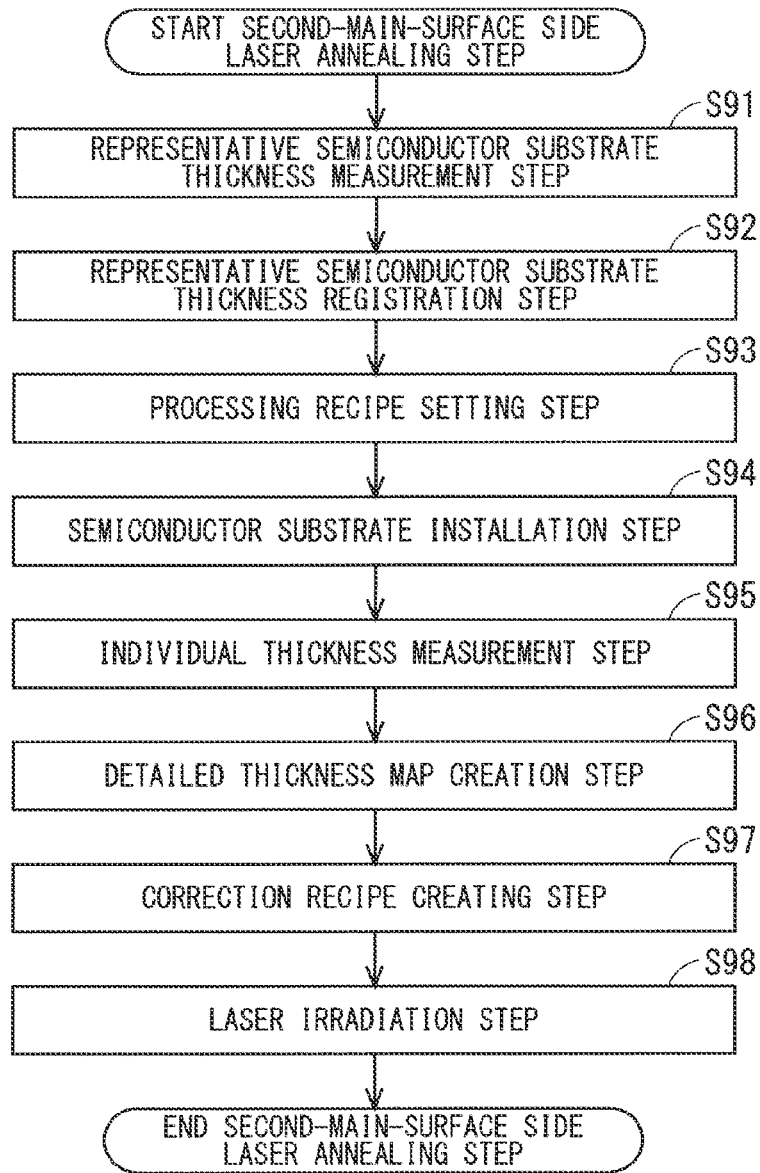 START SECOND-MAIN-SURFACE SIDE
LASER ANNEALING STEP
S91
REPRESENTATIVE SEMICONDUCTOR SUBSTRATE
THICKNESS MEASUREMENT STEP
S92
REPRESENTATIVE SEMICONDUCTOR SUBSTRATE
THICKNESS REGISTRATION STEP
S93
PROCESSING RECIPE SETTING STEP
S94
SEMICONDUCTOR SUBSTRATE INSTALLATION STEP
S95
INDIVIDUAL THICKNESS MEASUREMENT STEP
S96
DETAILED THICKNESS MAP CREATION STEP
S97
CORRECTION RECIPE CREATING STEP
S98
LASER IRRADIATION STEP
END SECOND-MAIN-SURFACE SIDE
LASER ANNEALING STEP